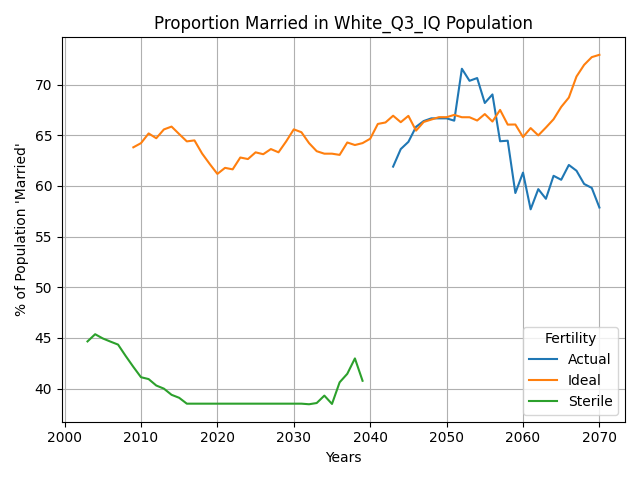 Proportion Married in White_Q3_IQ Population
% of Population 'Married'
70
65
60
55
50
45
40
2000 2010 2020 2030 2040 2050 2060 2070
Years
Fertility
Actual
Ideal
Sterile